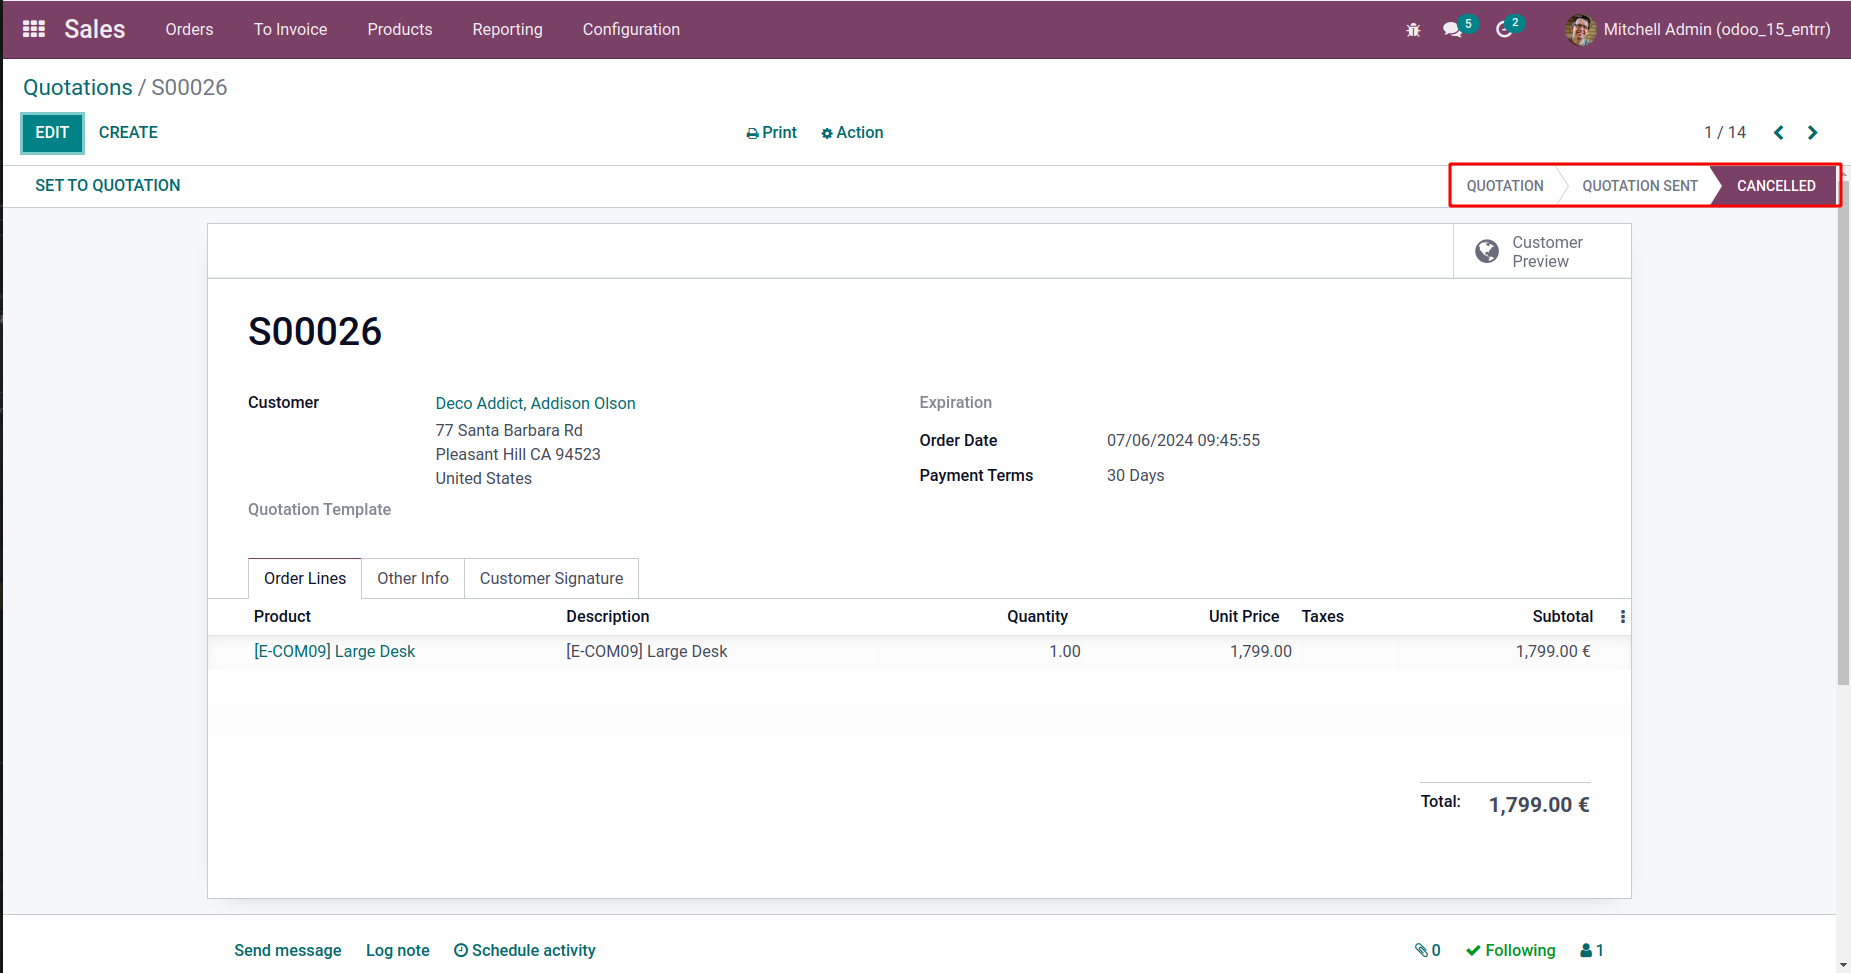 Sales Orders To Invoice Products Reporting Configuration 5 2 Mitchell Admin (odoo_15_entrr)
Quotations / S00026
EDIT CREATE Print Action 1 / 14
SET TO QUOTATION QUOTATION QUOTATION SENT CANCELLED
Customer
Preview
S00026
Customer Deco Addict, Addison Olson Expiration
77 Santa Barbara Rd
Order Date 07/06/2024 09:45:55
Pleasant Hill CA 94523
United States
Payment Terms 30 Days
Quotation Template
Order Lines Other Info Customer Signature
Product Description Quantity Unit Price Taxes Subtotal
[E-COM09] Large Desk [E-COM09] Large Desk 1.00 1,799.00 1,799.00 €
Total: 1,799.00 €
Send message Log note Schedule activity 0 Following 1